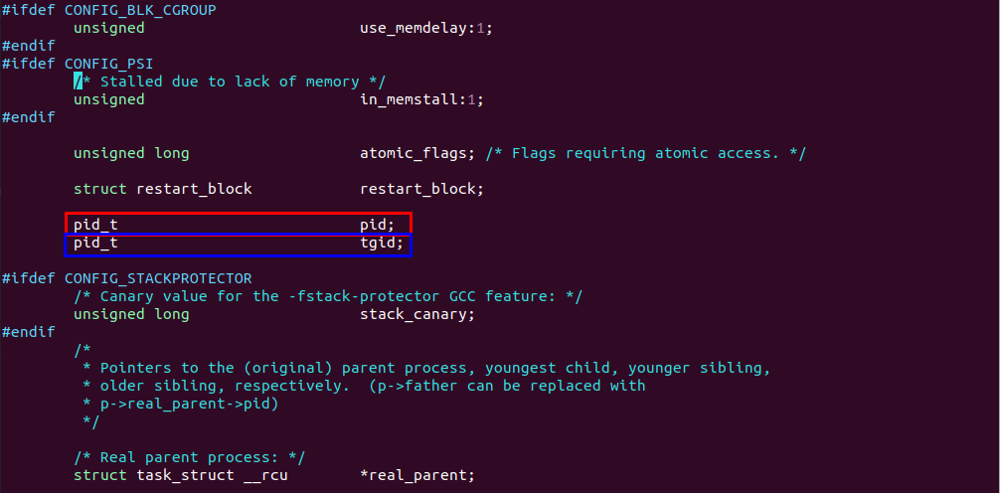 #ifdef CONFIG_BLK_CGROUP
        unsigned                        use_memdelay:1;
#endif
#ifdef CONFIG_PSI
        /* Stalled due to lack of memory */
        unsigned                        in_memstall:1;
#endif
        unsigned long                   atomic_flags; /* Flags requiring atomic access. */
        struct restart_block            restart_block;
        pid_t                           pid;
        pid_t                           tgid;
#ifdef CONFIG_STACKPROTECTOR
        /* Canary value for the -fstack-protector GCC feature: */
        unsigned long                   stack_canary;
#endif
        /*
         * Pointers to the (original) parent process, youngest child, younger sibling,
         * older sibling, respectively.  (p->father can be replaced with
         * p->real_parent->pid)
         */
        /* Real parent process: */
        struct task_struct __rcu        *real_parent;